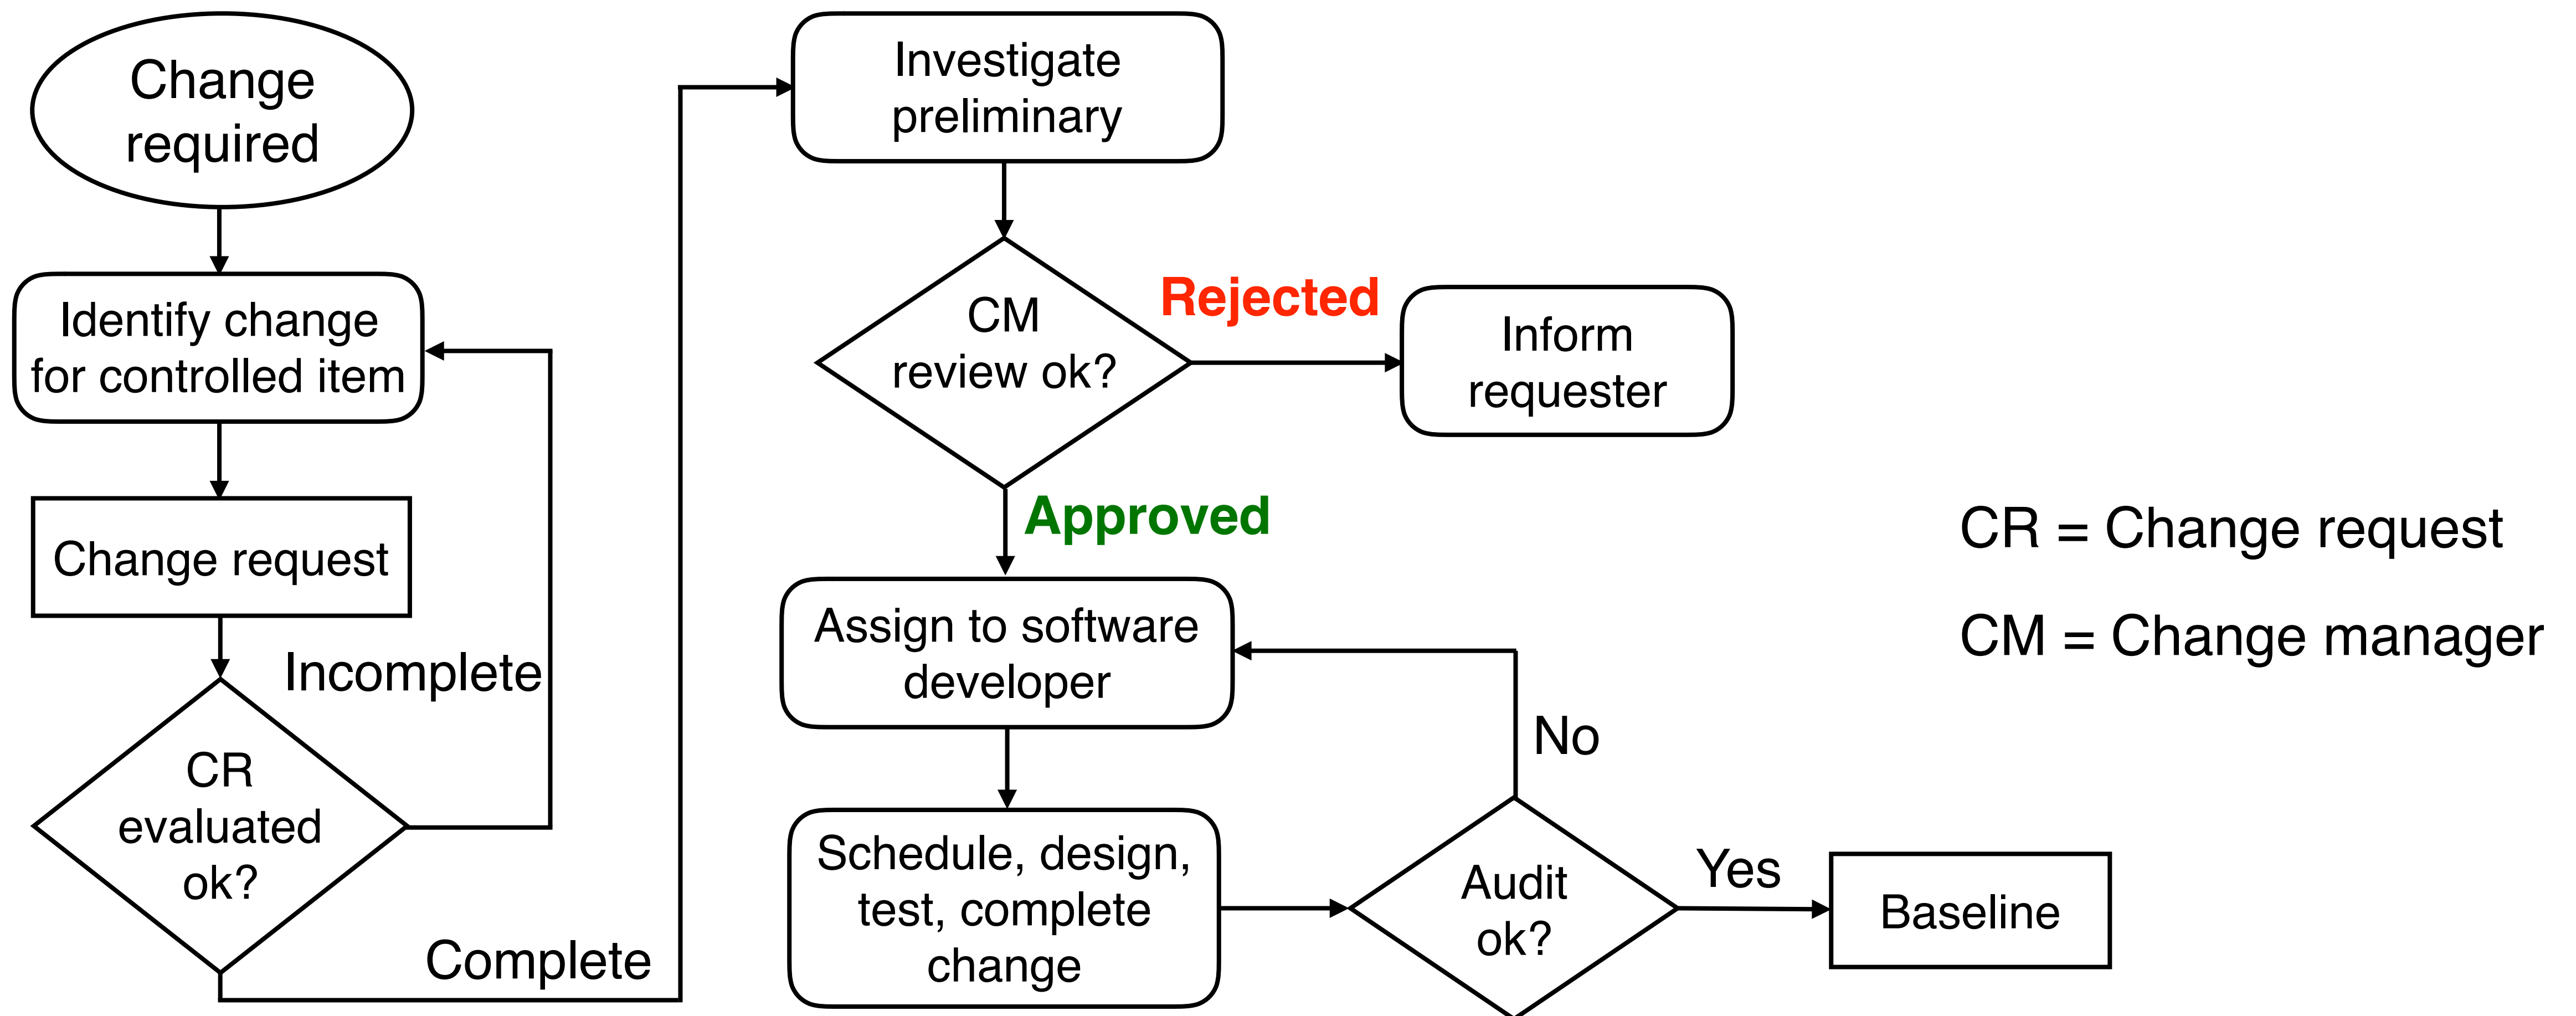 Change
required
Identify change
for controlled item
Change request
Incomplete
CR
evaluated
ok?
Complete
Investigate
preliminary
CM
review ok?
Rejected
Inform
requester
Approved
Assign to software
developer
No
Schedule, design,
test, complete
change
Audit
ok?
Yes
Baseline
CR = Change request
CM = Change manager